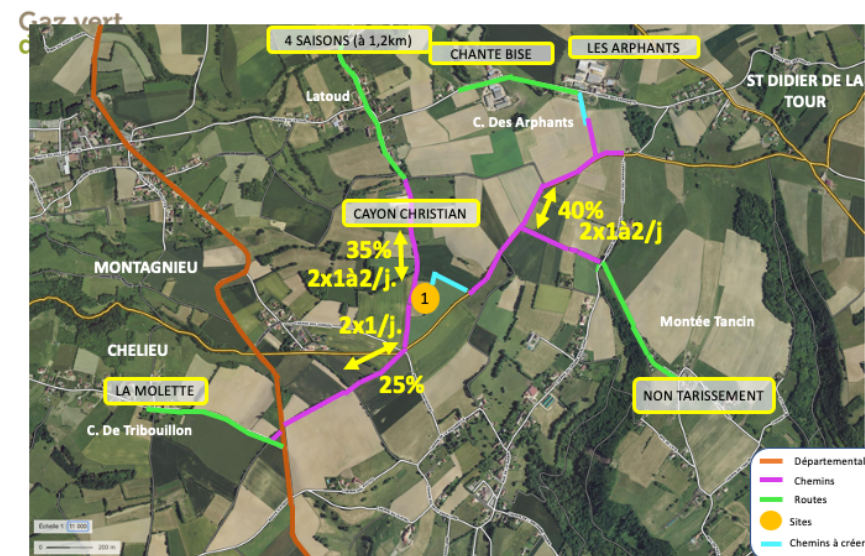 Gaz vert
4 SAISONS (à 1,2km)
CHANTE BISE
LES ARPHANTS
ST DIDIER DE LA
TOUR
Latoud
C. Des Arphants
CAYON CHRISTIAN
40%
2x1à2/j
35%
2x1à2/j.
MONTAGNIEU
1
2x1/j.
Montée Tancin
CHELIEU
25%
LA MOLETTE
NON TARISSEMENT
C. De Tribouillon
Départemental
Chemins
Routes
Sites
Chemins à crées
Echelle 1: 11 000
0 200 m